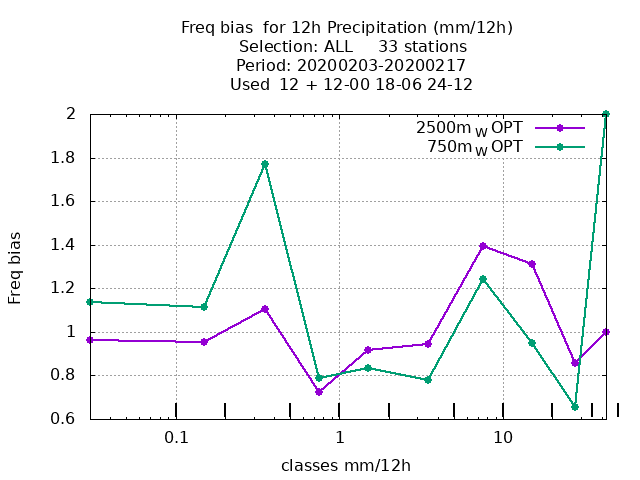 Freq bias  for 12h Precipitation (mm/12h)
Selection: ALL     33 stations
Period: 20200203-20200217
Used  12 + 12-00 18-06 24-12
2500m W OPT
750m W OPT
2
1.8
1.6
1.4
1.2
1
0.8
0.6
Freq bias
0.1 1 10
classes mm/12h